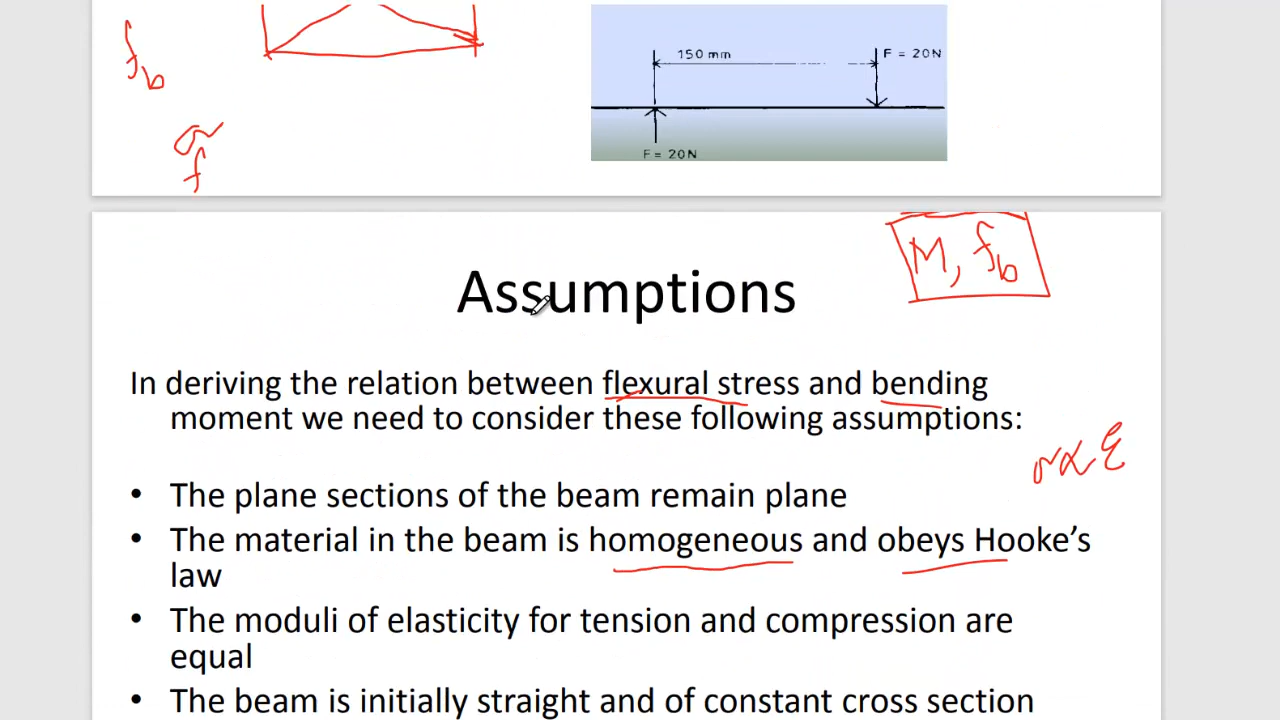 f_b
150 mm
F = 20N
σ
f
F = 20N
M, f_b
Assumptions
In deriving the relation between flexural stress and bending
moment we need to consider these following assumptions:
σ ∝ ε
• The plane sections of the beam remain plane
• The material in the beam is homogeneous and obeys Hooke’s
law
• The moduli of elasticity for tension and compression are
equal
• The beam is initially straight and of constant cross section